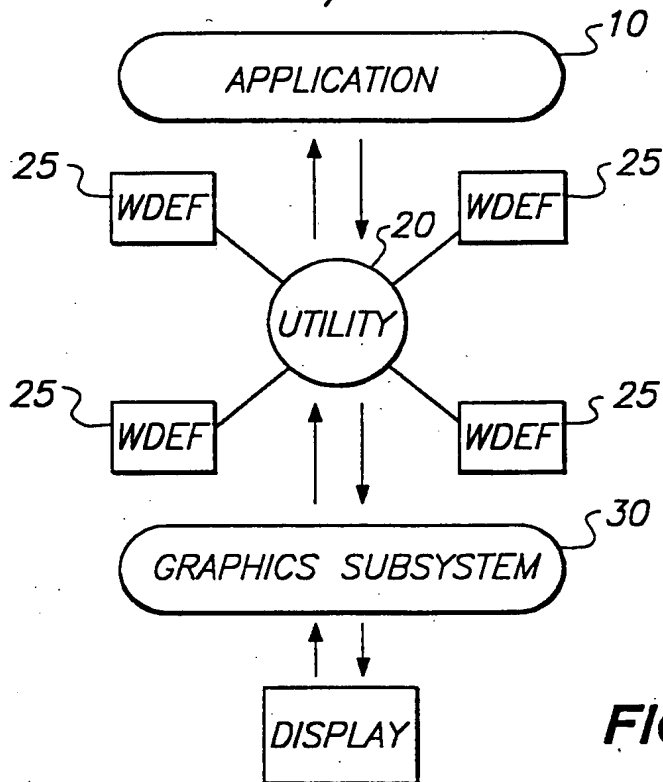 10
APPLICATION
25
WDEF
25
WDEF
20
UTILITY
25
WDEF
25
WDEF
30
GRAPHICS SUBSYSTEM
DISPLAY